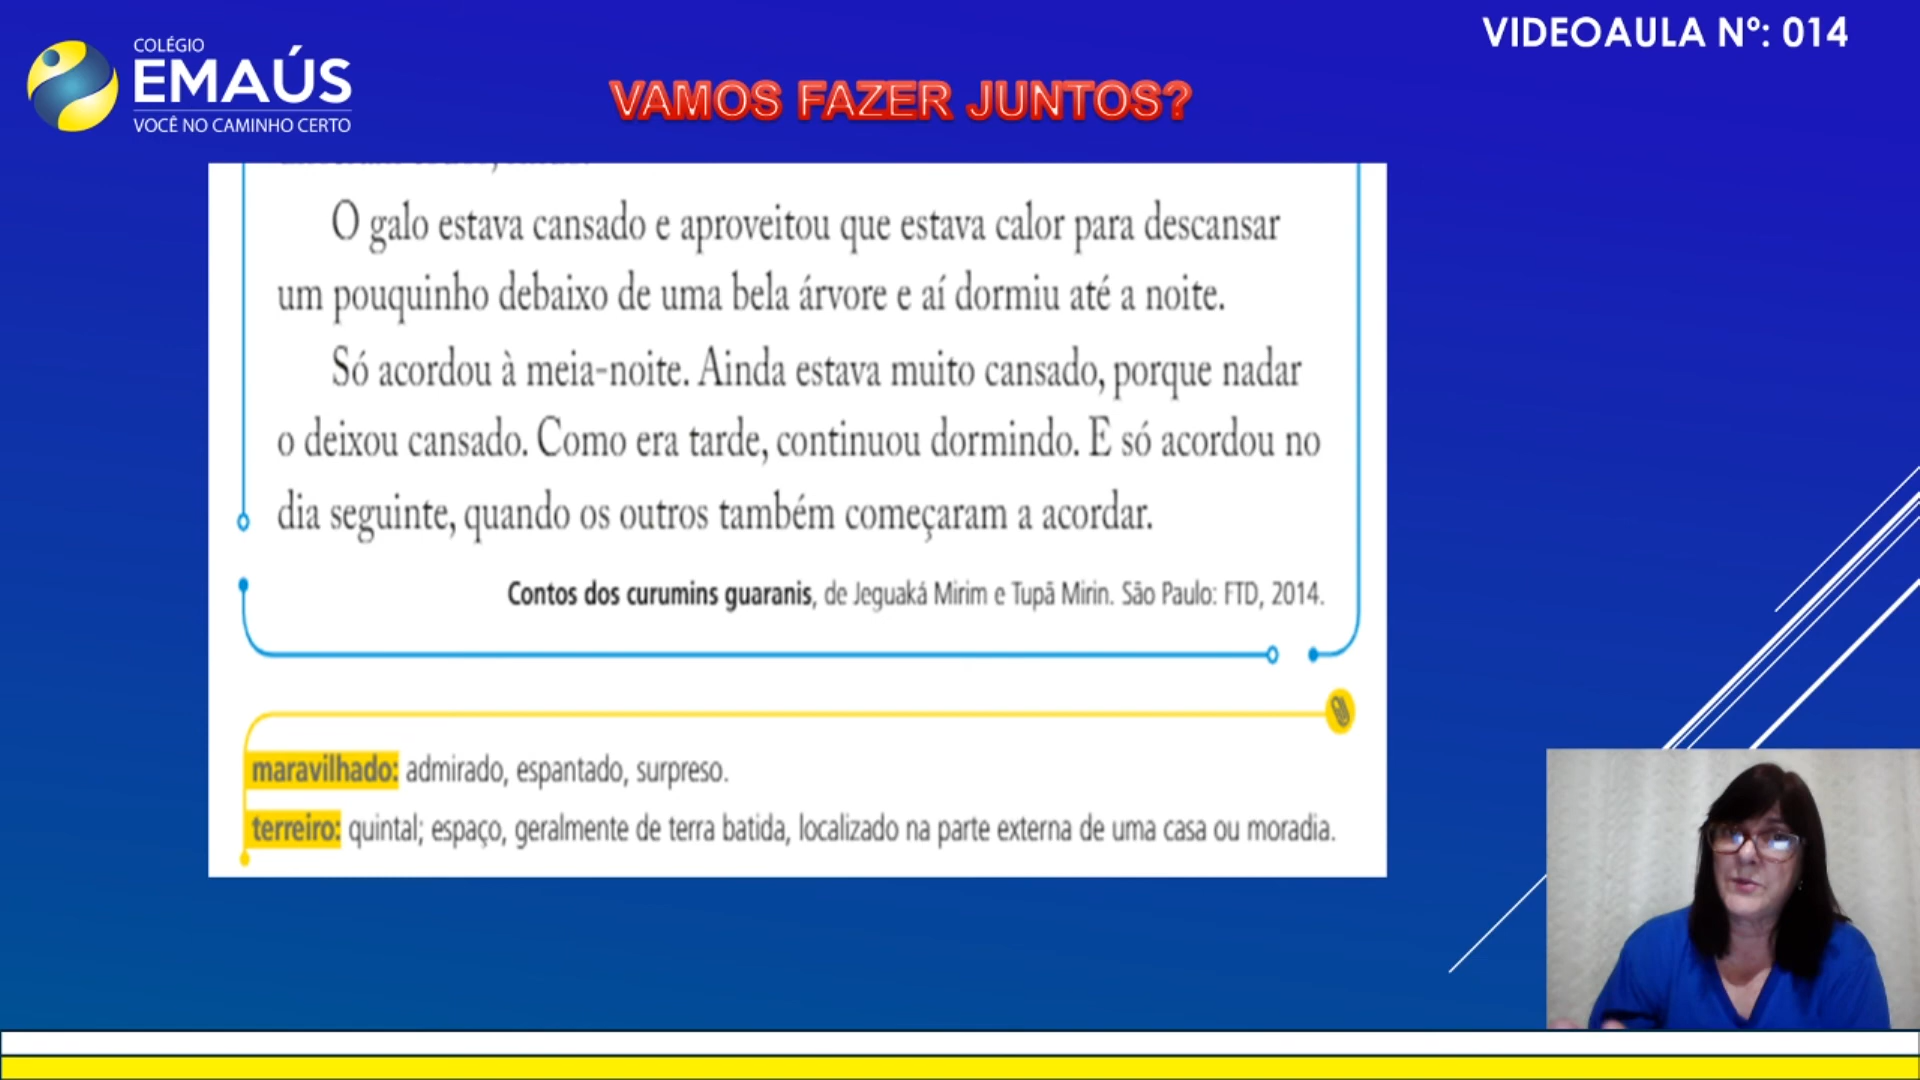 COLÉGIO
EMAÚS
VOCÊ NO CAMINHO CERTO
VIDEOAULA Nº: 014
VAMOS FAZER JUNTOS?
O galo estava cansado e aproveitou que estava calor para descansar
um pouquinho debaixo de uma bela árvore e aí dormiu até a noite.
Só acordou à meia-noite. Ainda estava muito cansado, porque nadar
o deixou cansado. Como era tarde, continuou dormindo. E só acordou no
dia seguinte, quando os outros também começaram a acordar.
Contos dos curumins guaranis, de Jeguaká Mirim e Tupã Mirin. São Paulo: FTD, 2014.
maravilhado: admirado, espantado, surpreso.
terreiro: quintal; espaço, geralmente de terra batida, localizado na parte externa de uma casa ou moradia.